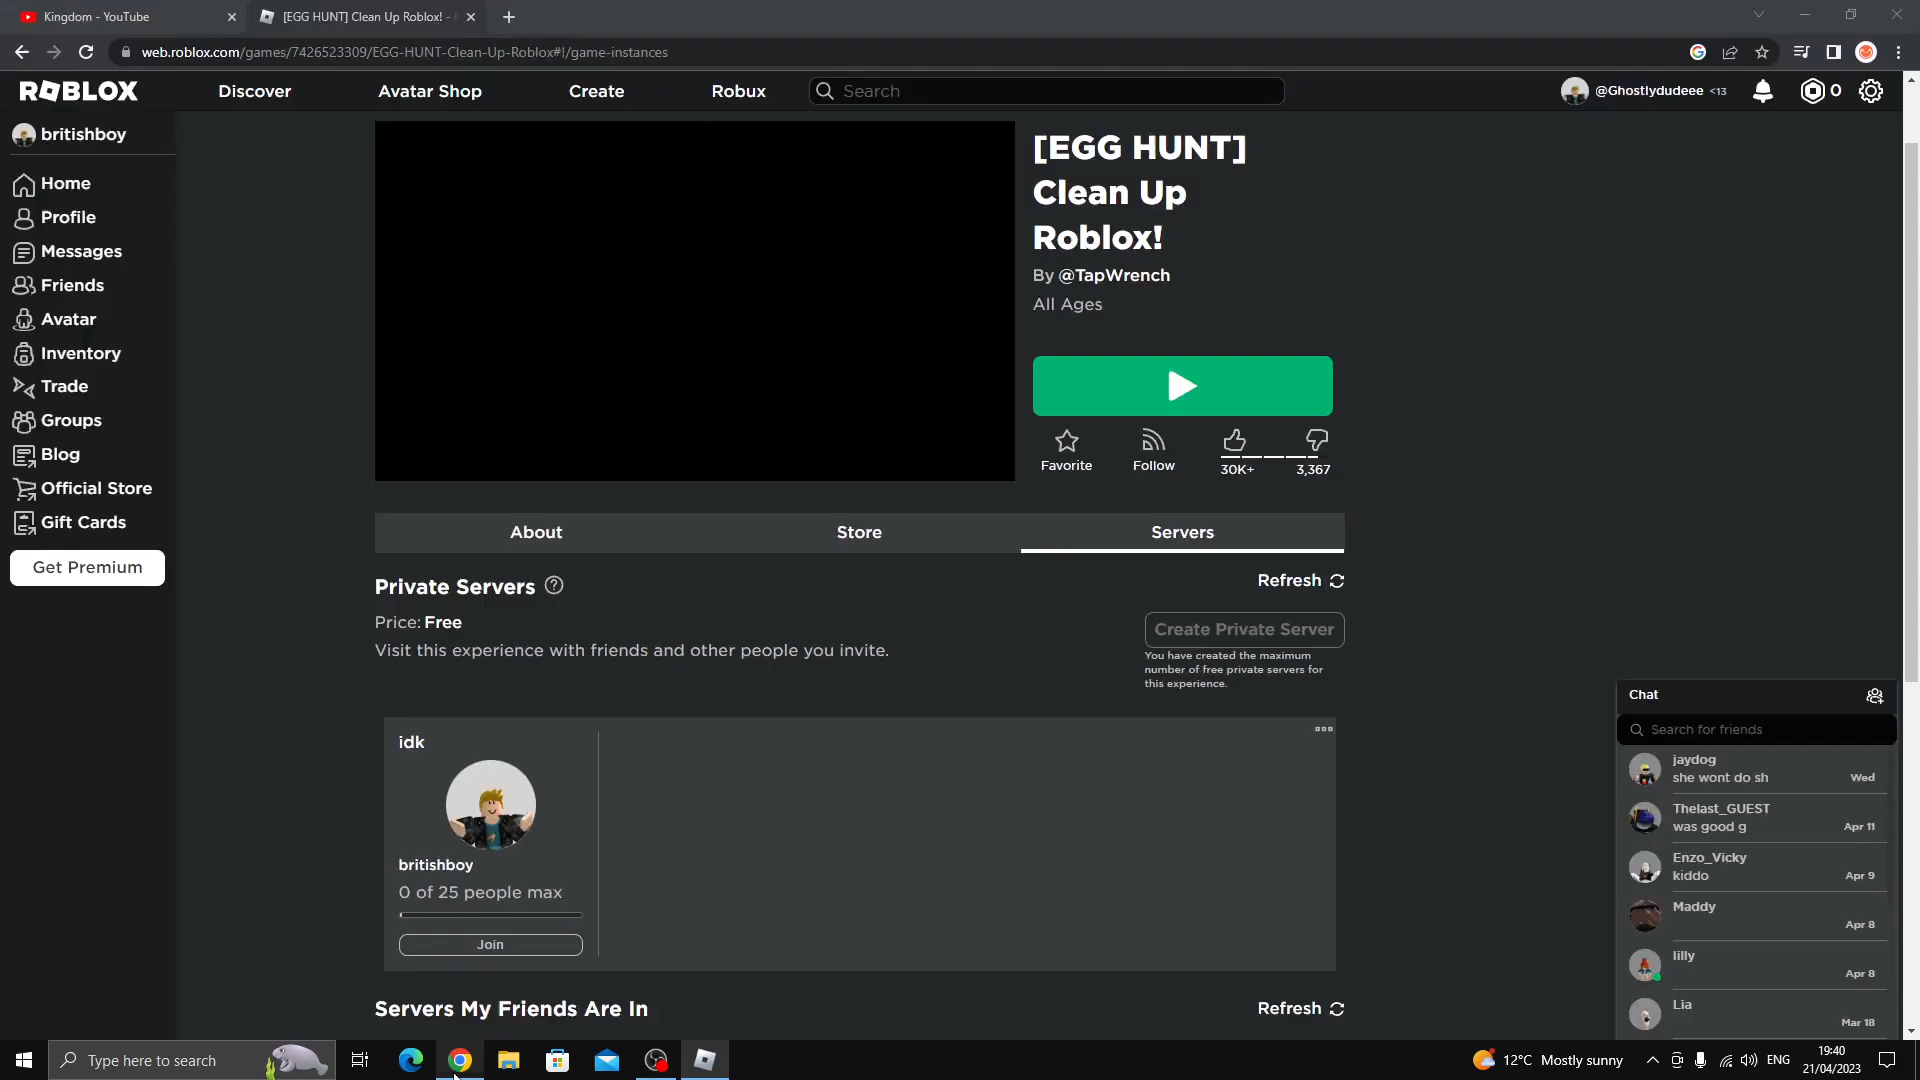 Kingdom - YouTube
[EGG HUNT] Clean Up Roblox! -
web.roblox.com/games/7426523309/EGG-HUNT-Clean-Up-Roblox#!/game-instances
ROBLOX
Discover
Avatar Shop
Create
Robux
Search
@Ghostlydudeee <13
0
britishboy
Home
Profile
Messages
Friends
Avatar
Inventory
Trade
Groups
Blog
Official Store
Gift Cards
Get Premium
[EGG HUNT]
Clean Up
Roblox!
By @TapWrench
All Ages
Favorite
Follow
30K+
3,367
About
Store
Servers
Private Servers
Refresh
Price: Free
Visit this experience with friends and other people you invite.
Create Private Server
You have created the maximum
number of free private servers for
this experience.
idk
britishboy
0 of 25 people max
Join
Servers My Friends Are In
Refresh
Chat
Search for friends
jaydog
she wont do sh
Wed
Thelast_GUEST
was good g
Apr 11
Enzo_Vicky
kiddo
Apr 9
Maddy
Apr 8
lilly
Apr 8
Lia
Mar 18
Type here to search
12°C Mostly sunny
ENG
19:40
21/04/2023